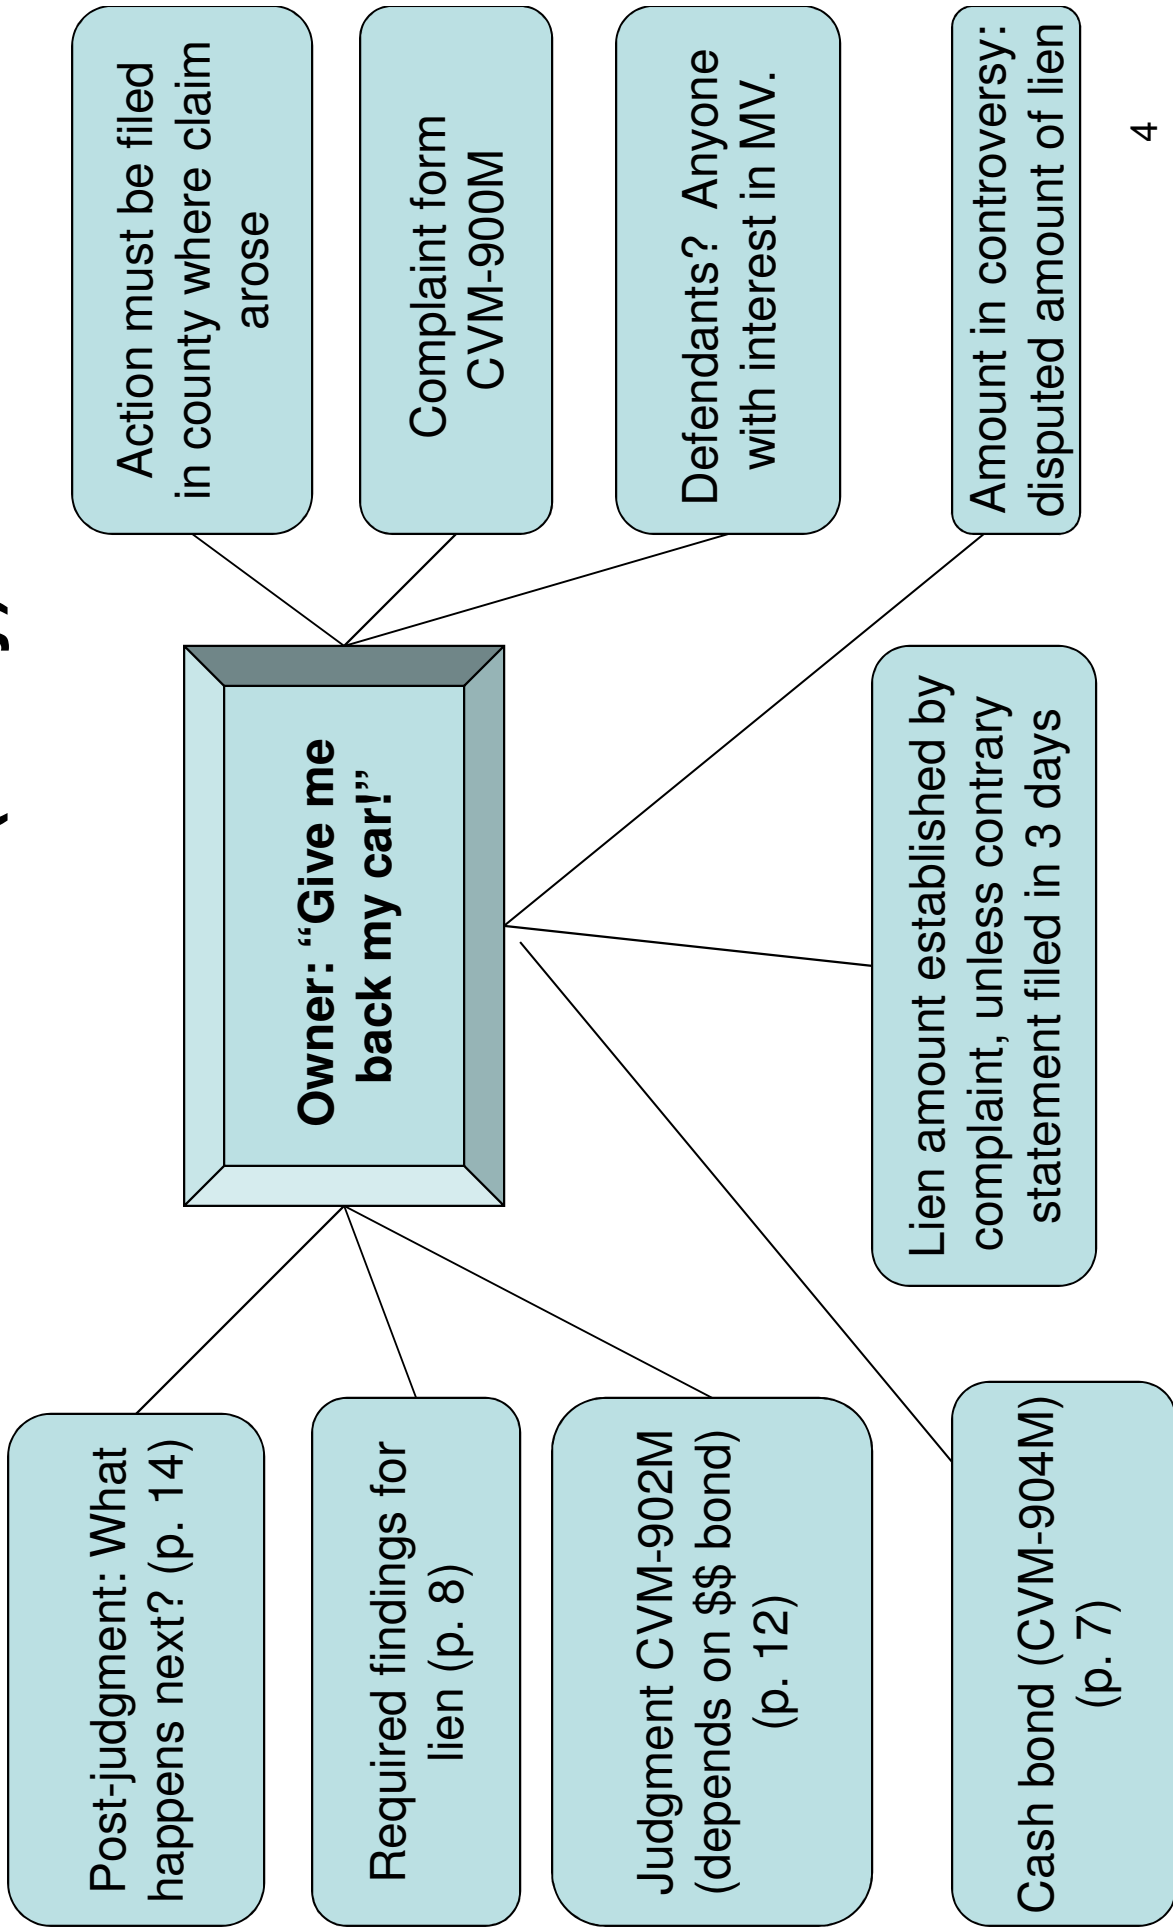 Owner: “Give me
back my car!”
Post-judgment: What
happens next? (p. 14)
Required findings for
lien (p. 8)
Judgment CVM-902M
(depends on $$ bond)
(p. 12)
Cash bond (CVM-904M)
(p. 7)
Lien amount established by
complaint, unless contrary
statement filed in 3 days
Action must be filed
in county where claim
arose
Complaint form
CVM-900M
Defendants? Anyone
with interest in MV.
Amount in controversy:
disputed amount of lien
4